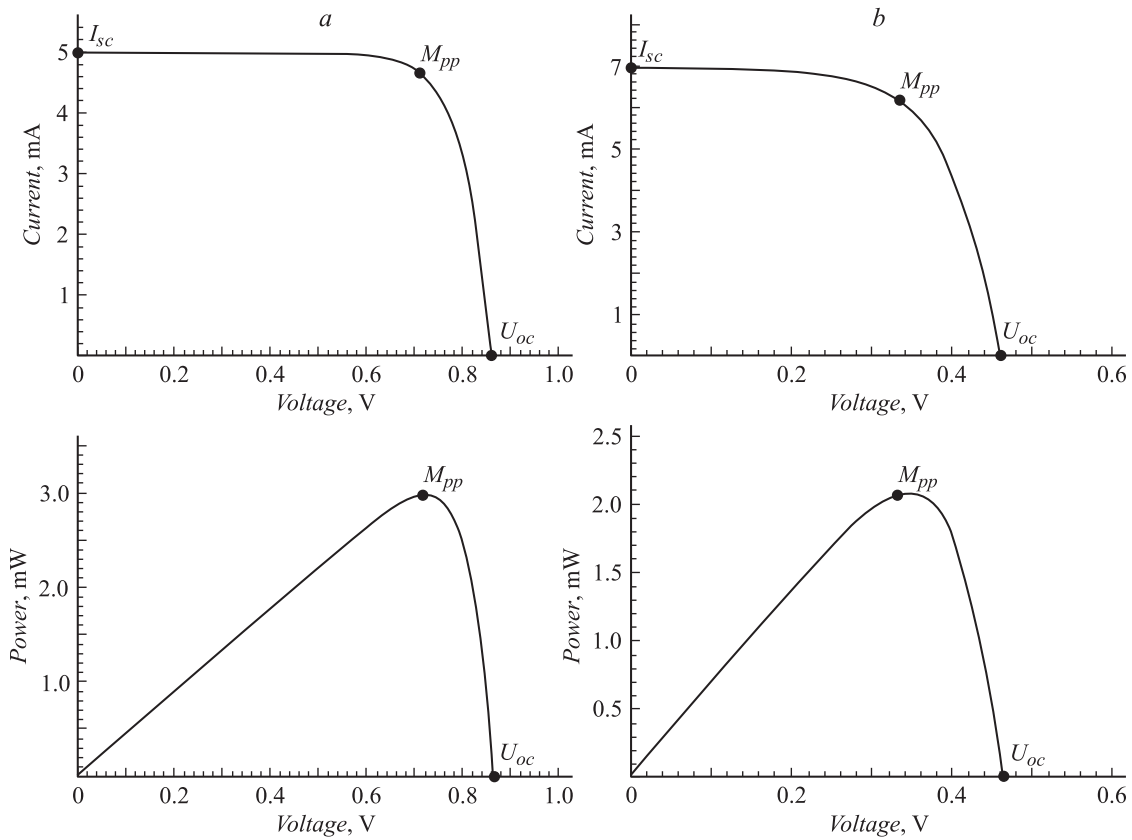 a
I_sc
M_pp
5
4
3
2
1
Current, mA
U_oc
0 0.2 0.4 0.6 0.8 1.0
Voltage, V
b
I_sc
M_pp
7
5
3
1
Current, mA
U_oc
0 0.2 0.4 0.6
Voltage, V
M_pp
3.0
2.0
1.0
Power, mW
U_oc
0 0.2 0.4 0.6 0.8 1.0
Voltage, V
2.5
M_pp
2.0
1.5
1.0
0.5
Power, mW
U_oc
0 0.2 0.4 0.6
Voltage, V